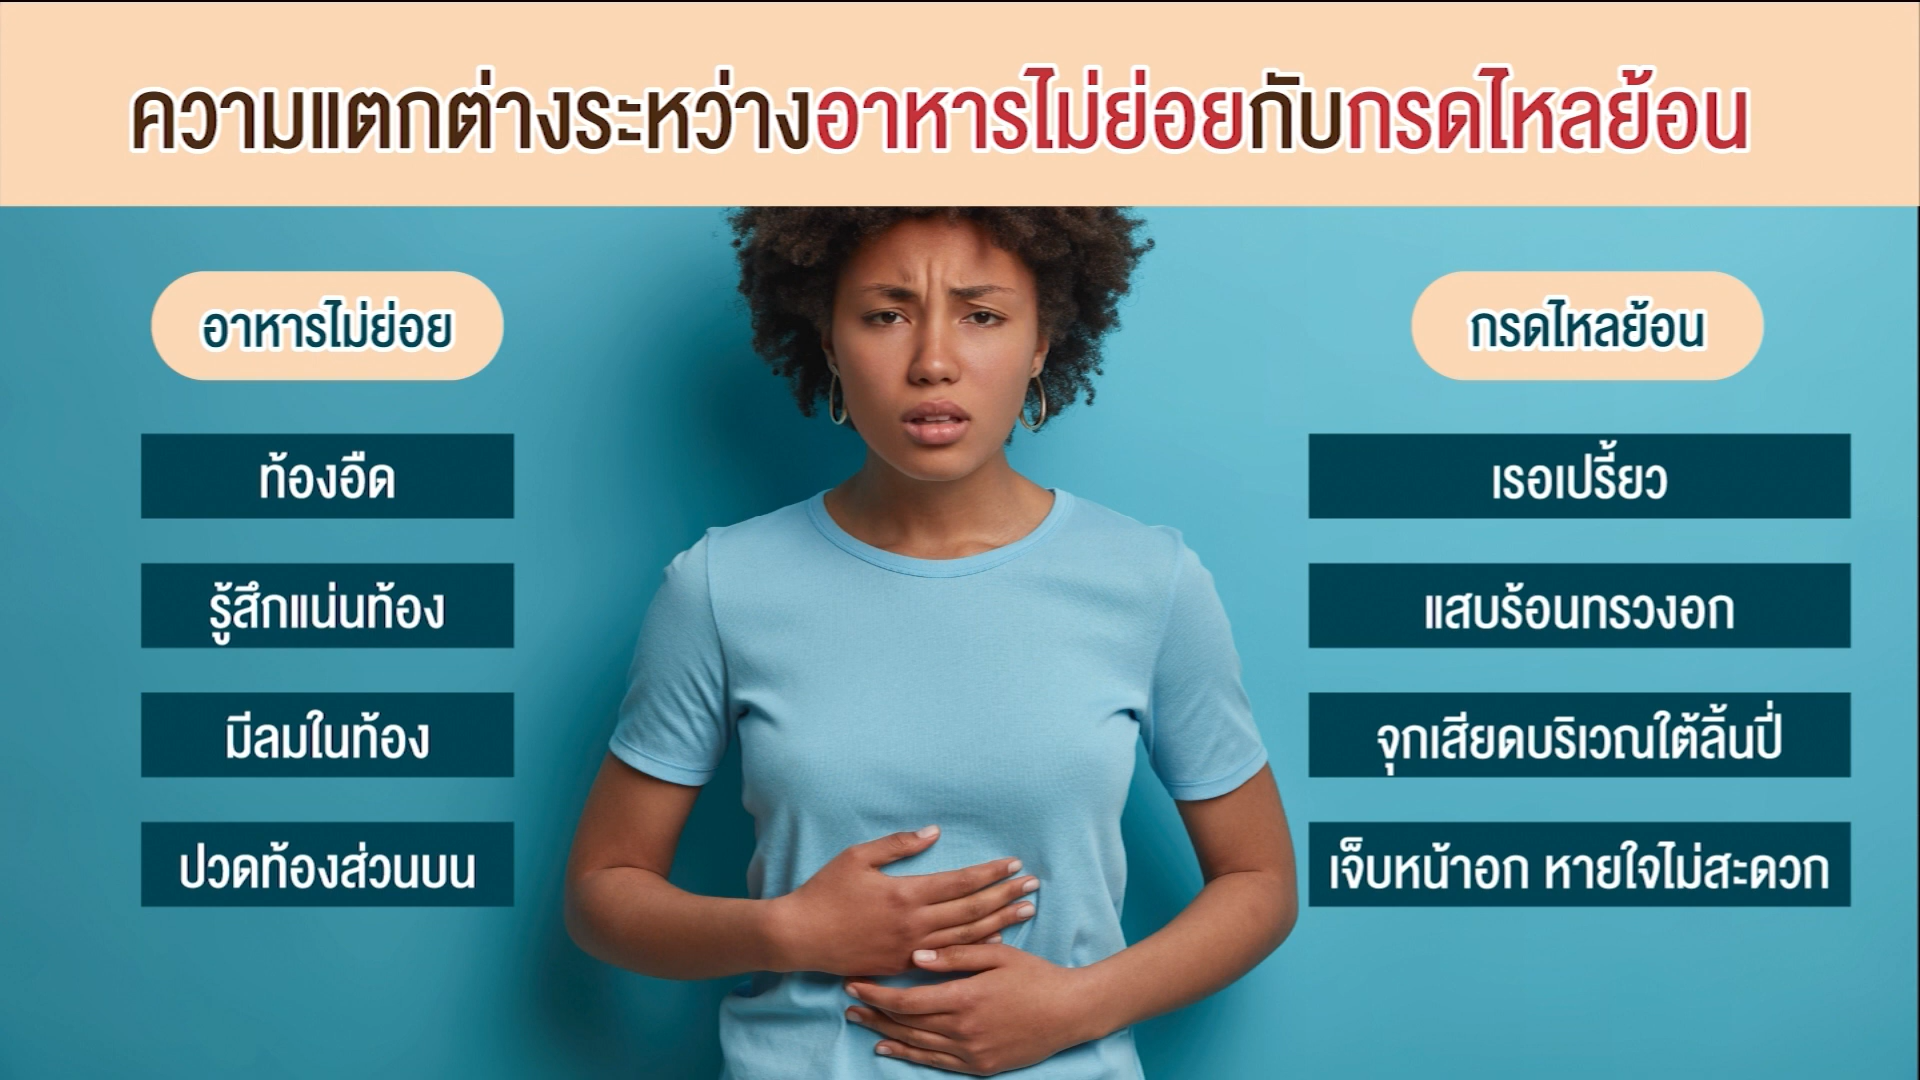 ความแตกต่างระหว่างอาหารไม่ย่อยกับกรดไหลย้อน
อาหารไม่ย่อย
ท้องอืด
รู้สึกแน่นท้อง
มีลมในท้อง
ปวดท้องส่วนบน
กรดไหลย้อน
เรอเปรี้ยว
แสบร้อนทรวงอก
จุกเสียดบริเวณใต้ลิ้นปี่
เจ็บหน้าอก หายใจไม่สะดวก